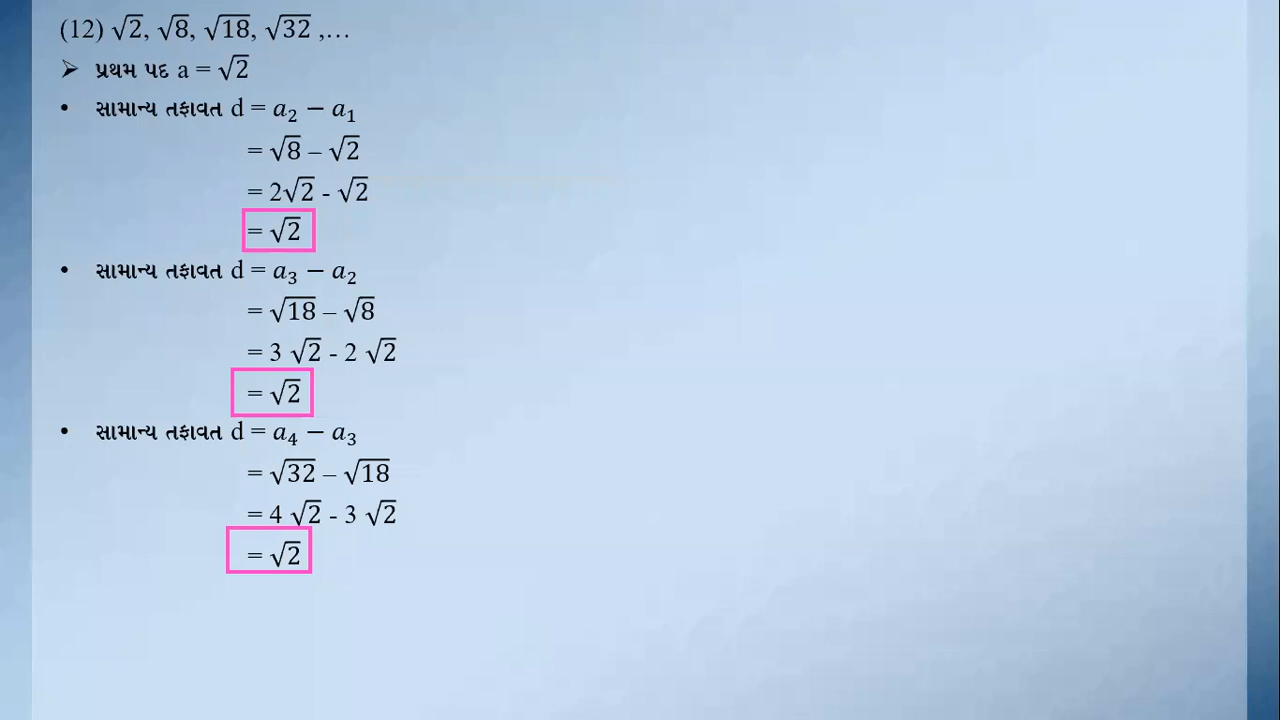 (12) √2, √8, √18, √32 ,…
➢ પ્રથમ પદ a = √2
• સામાન્ય તફાવત d = a₂ − a₁
= √8 – √2
= 2√2 - √2
= √2
• સામાન્ય તફાવત d = a₃ − a₂
= √18 – √8
= 3 √2 - 2 √2
= √2
• સામાન્ય તફાવત d = a₄ − a₃
= √32 – √18
= 4 √2 - 3 √2
= √2